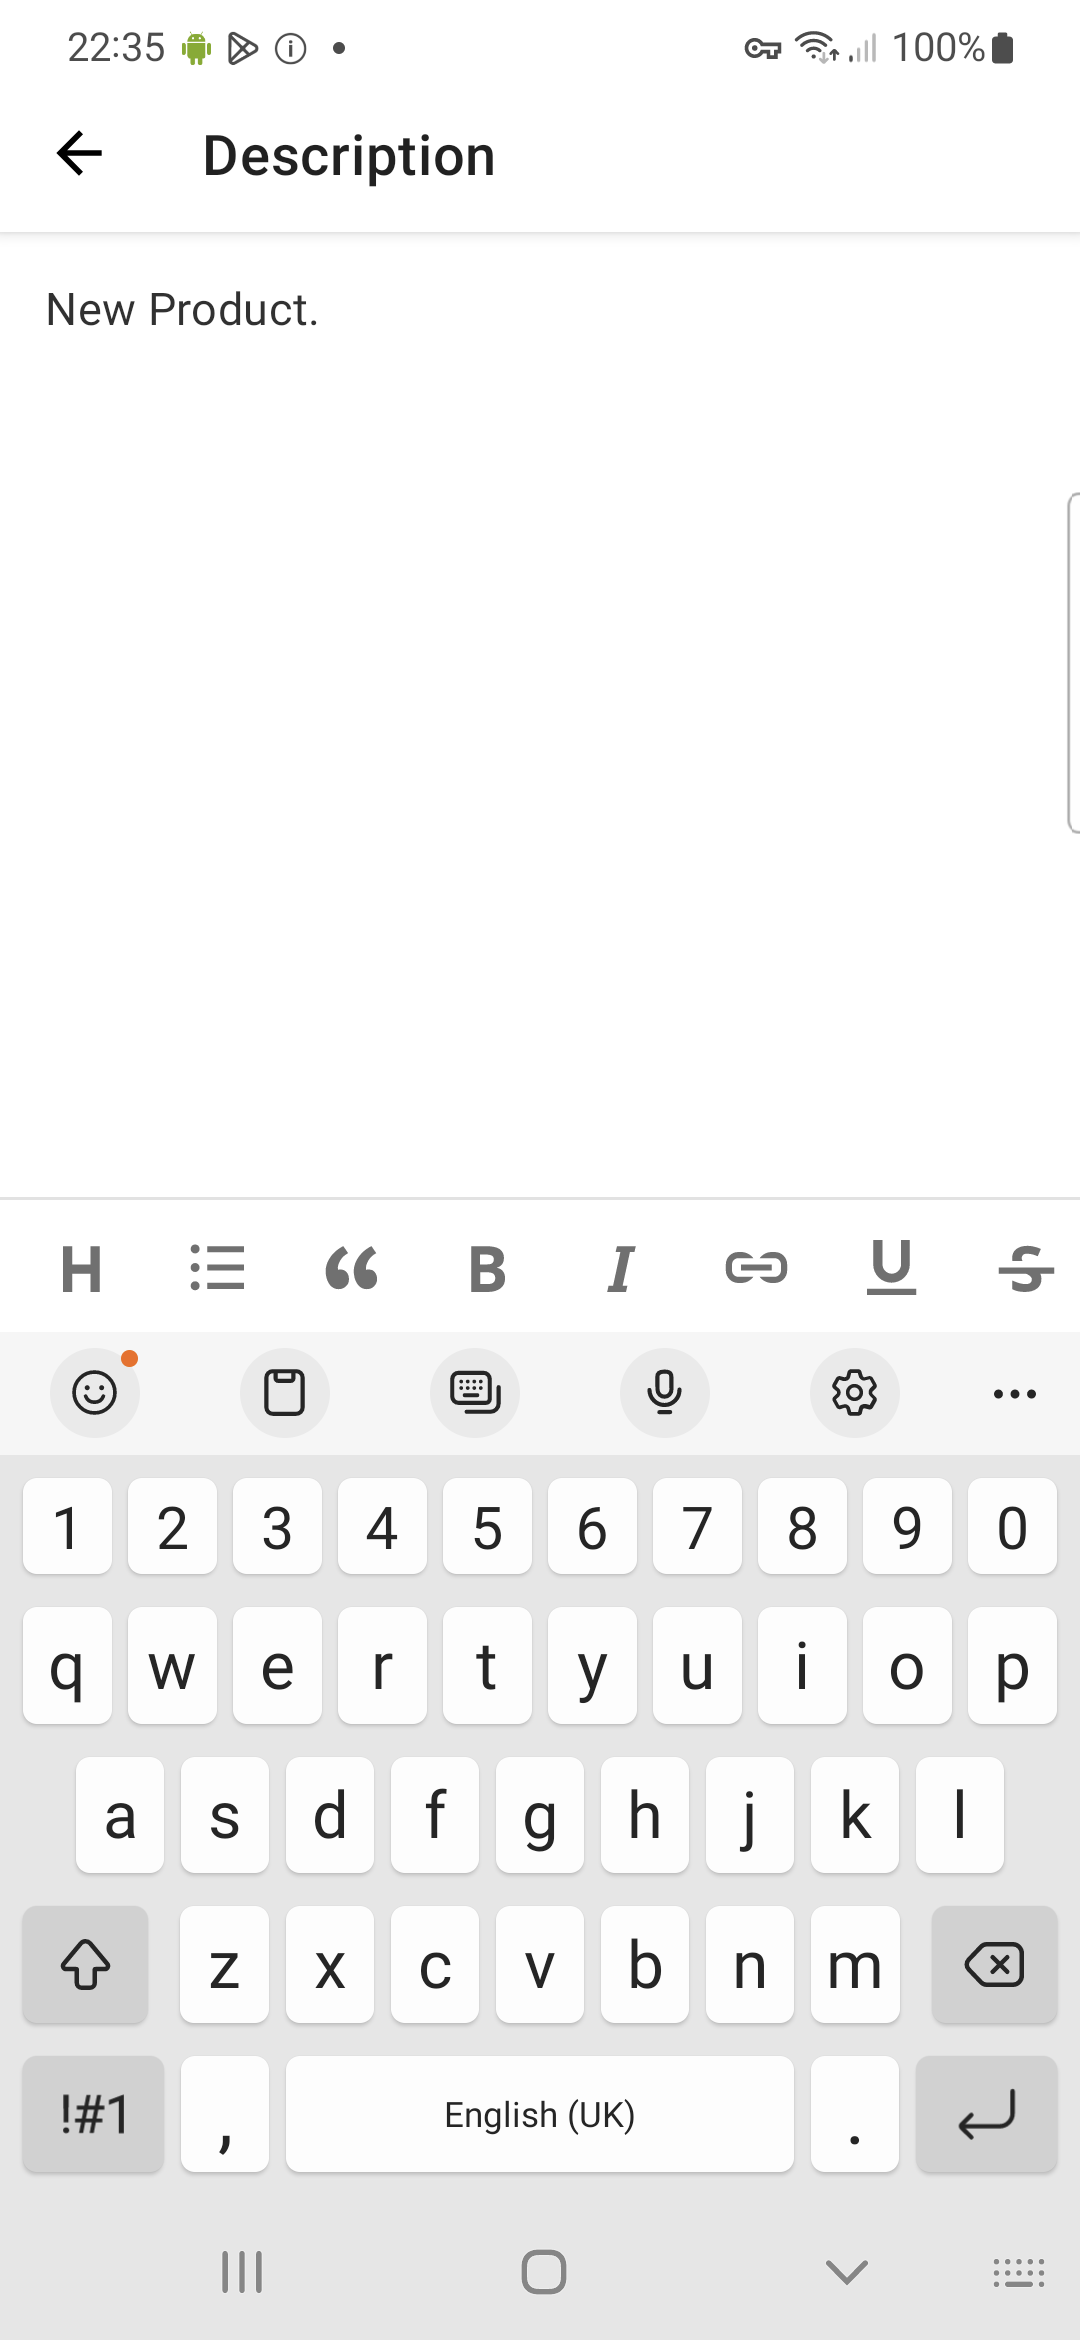 22:35
100%
Description
New Product.
H B I U S
1 2 3 4 5 6 7 8 9 0
q w e r t y u i o p
a s d f g h j k l
z x c v b n m
!#1 , English (UK) .